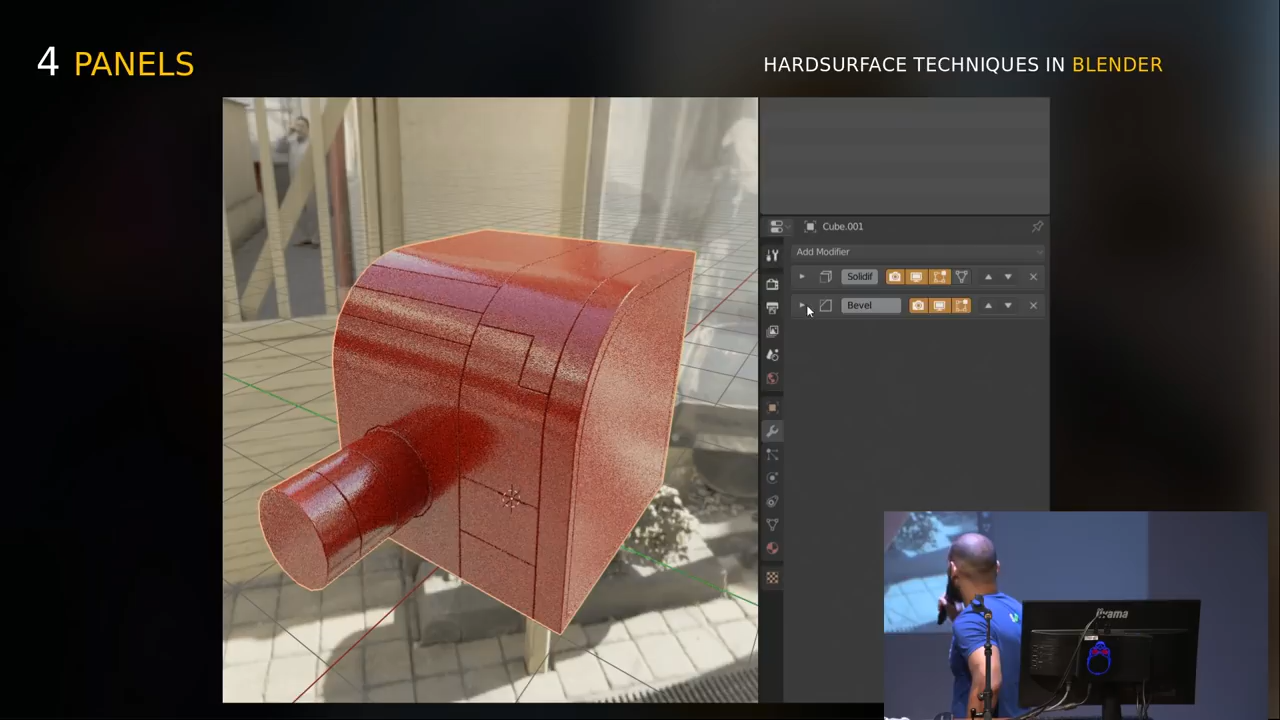 4 PANELS
HARDSURFACE TECHNIQUES IN BLENDER
Cube.001
Add Modifier
Solidif
Bevel
iiyama